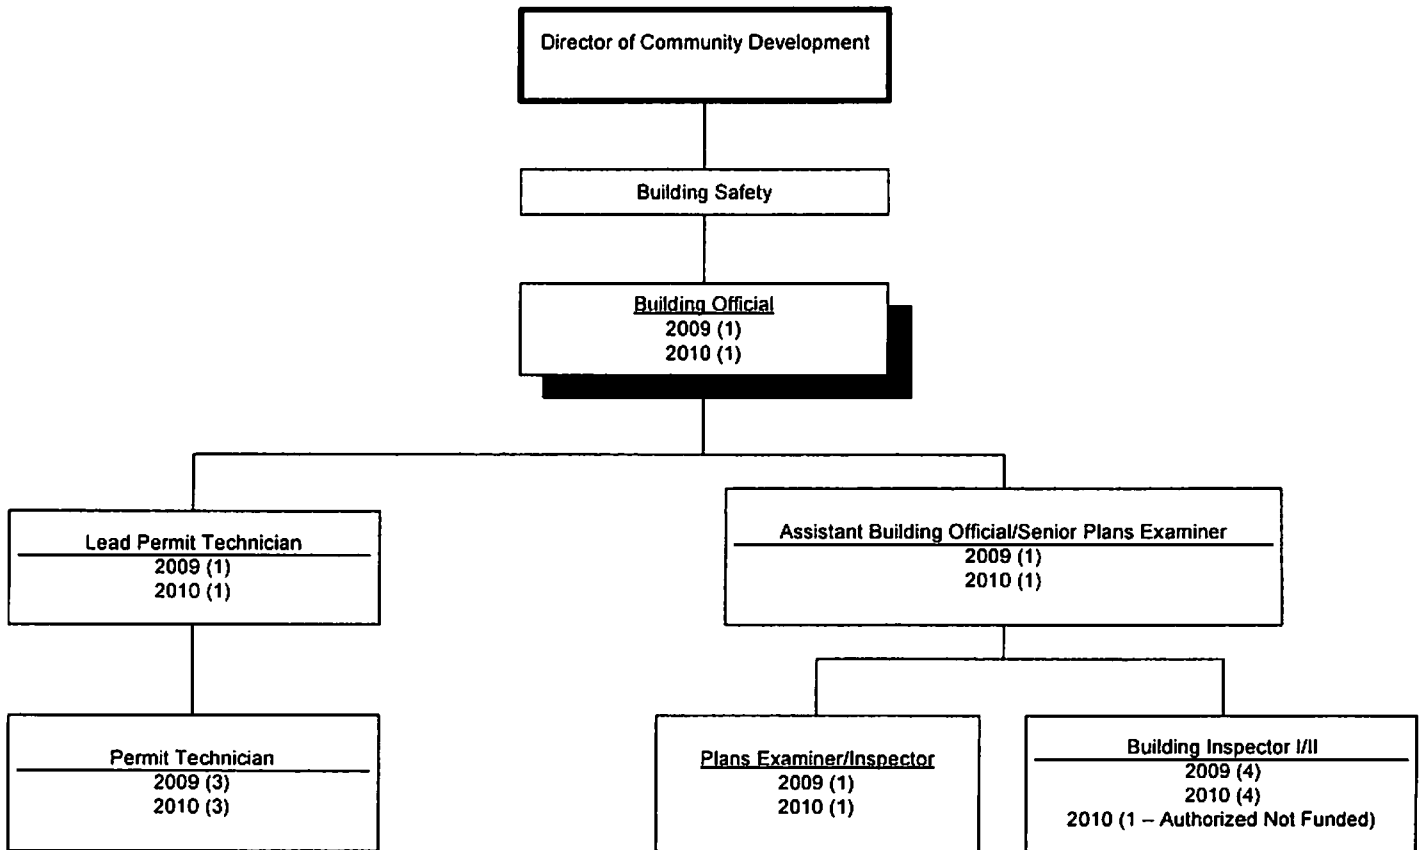 Director of Community Development
Building Safety
Building Official
2009 (1)
2010 (1)
Lead Permit Technician
2009 (1)
2010 (1)
Assistant Building Official/Senior Plans Examiner
2009 (1)
2010 (1)
Permit Technician
2009 (3)
2010 (3)
Plans Examiner/Inspector
2009 (1)
2010 (1)
Building Inspector I/II
2009 (4)
2010 (4)
2010 (1 – Authorized Not Funded)